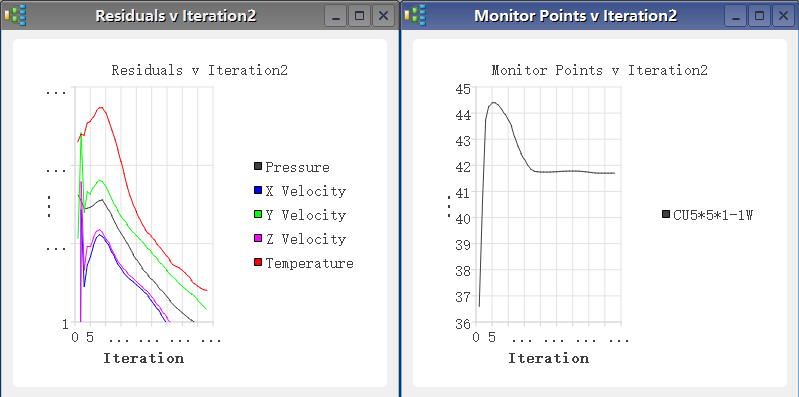 Residuals v Iteration2
Residuals v Iteration2
...
...
...
...
1
0 5 ... ... ... ...
Iteration
Pressure
X Velocity
Y Velocity
Z Velocity
Temperature
Monitor Points v Iteration2
Monitor Points v Iteration2
45
44
43
42
41
...
40
39
38
37
36
0 5 ... ... ... ...
Iteration
CU5*5*1-1W